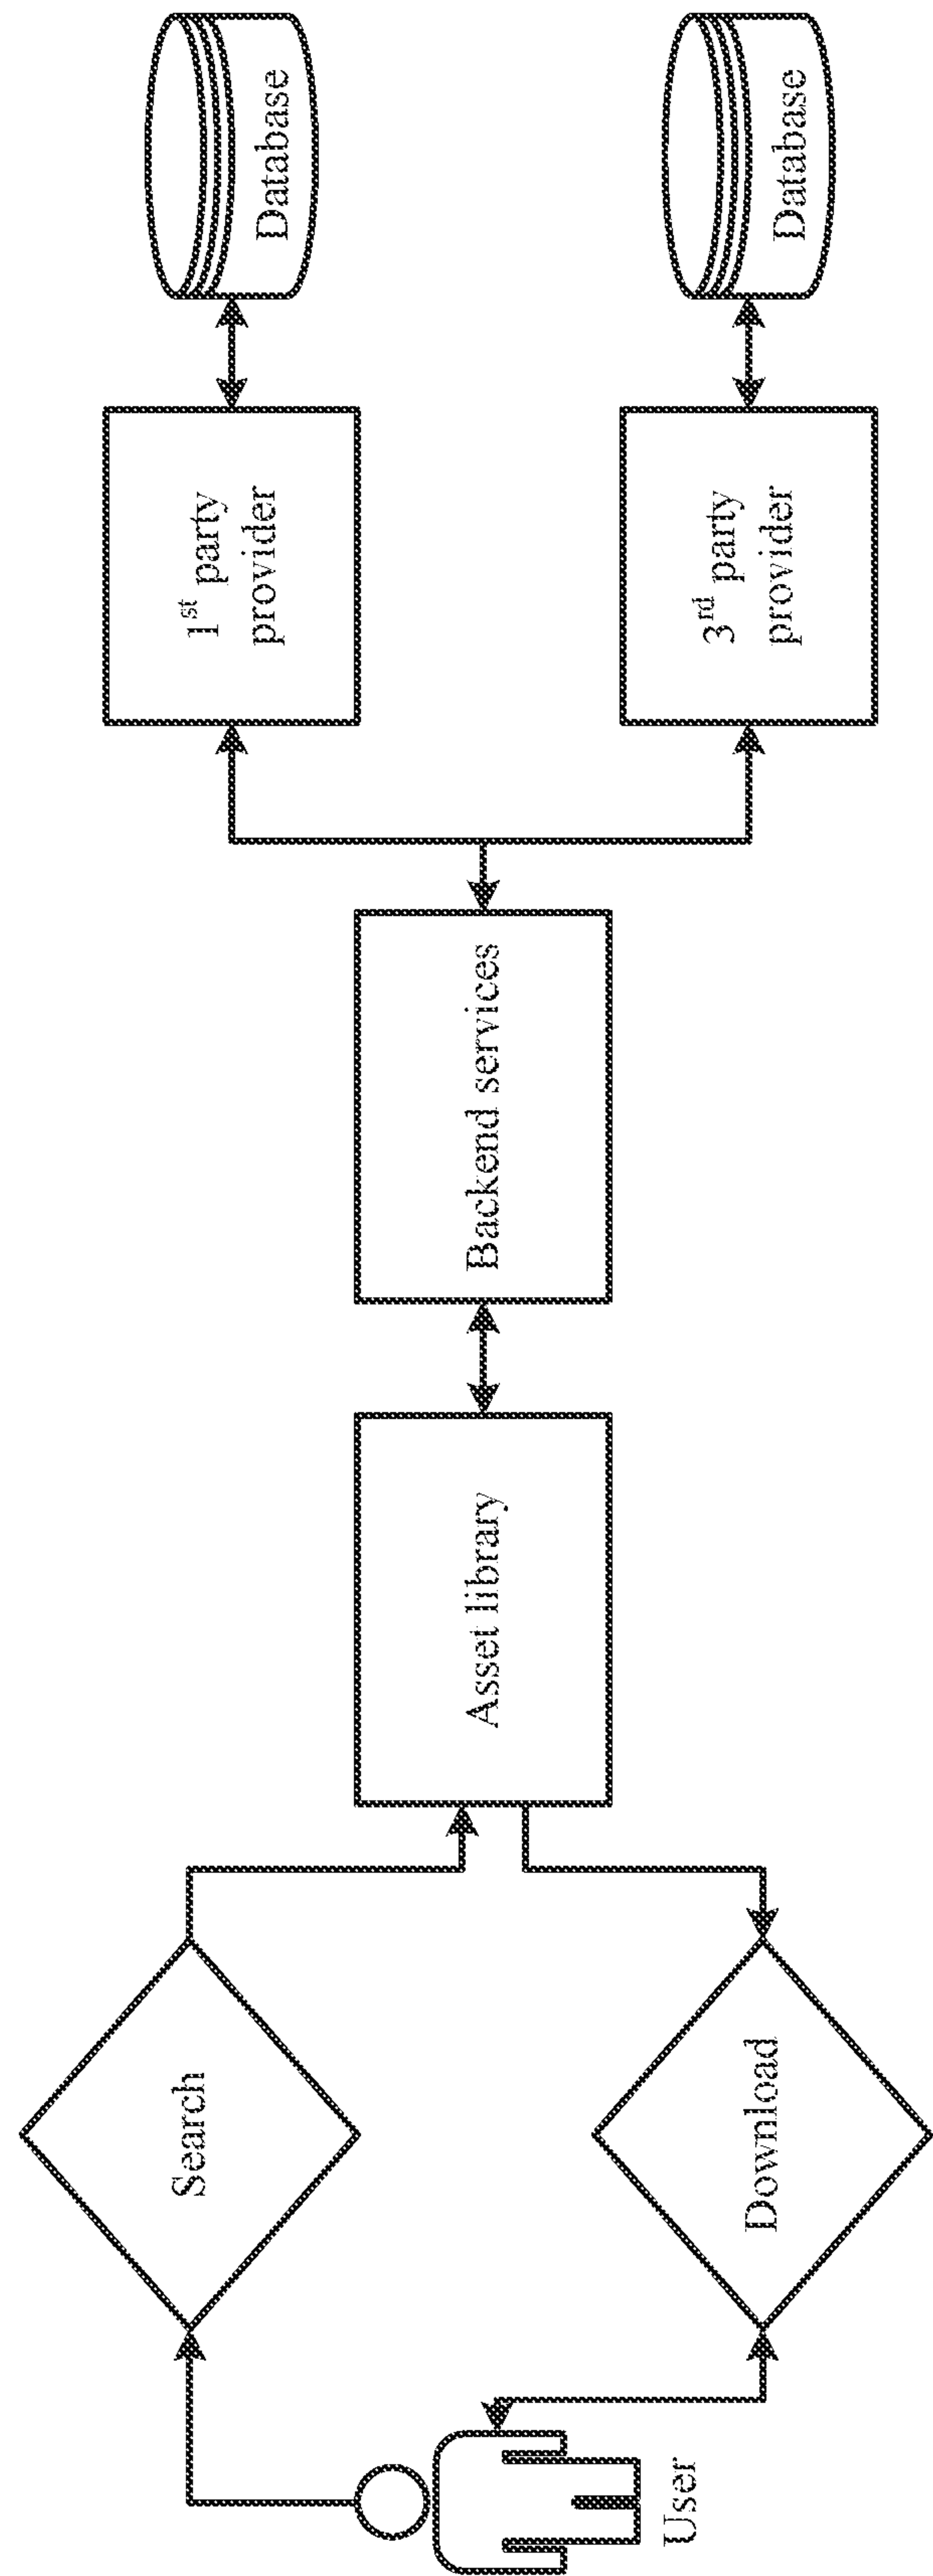 User
Search
Download
Asset library
Backend services
1st party
provider
3rd party
provider
Database
Database